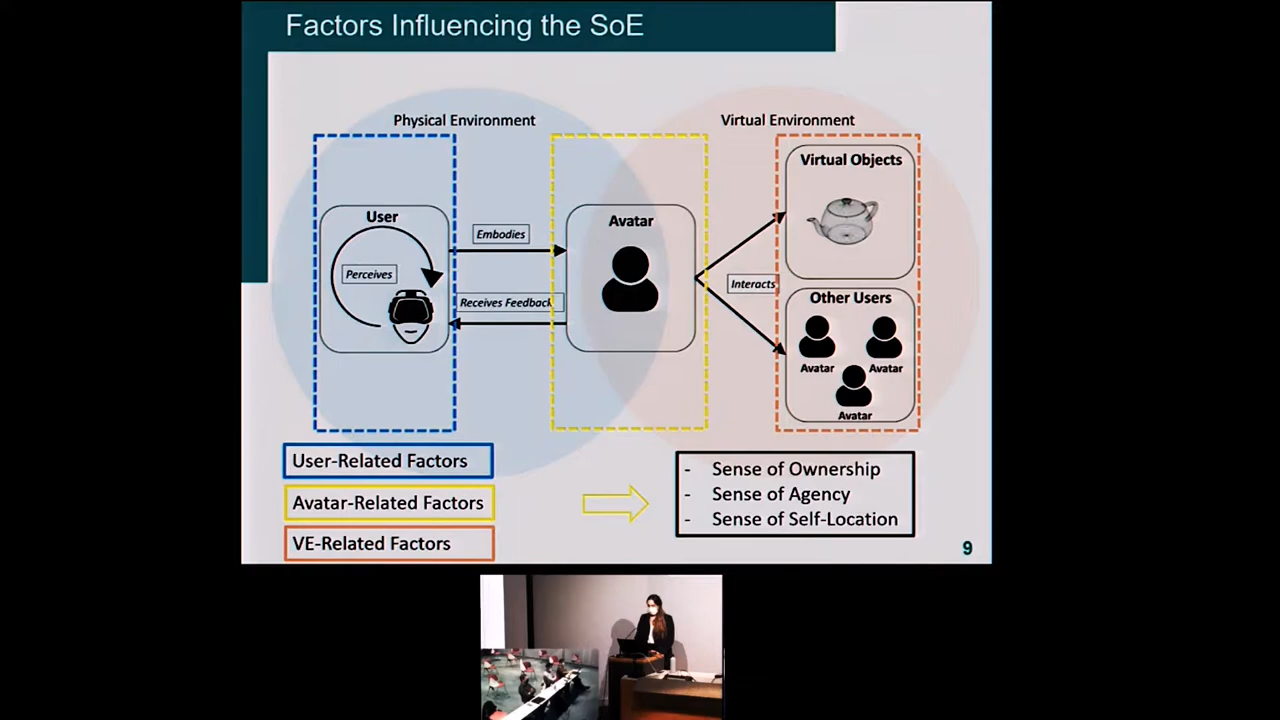 Factors Influencing the SoE
Physical Environment
Virtual Environment
User
Perceives
Embodies
Receives Feedback
Avatar
Interacts
Virtual Objects
Other Users
Avatar
Avatar
Avatar
User-Related Factors
Avatar-Related Factors
VE-Related Factors
- Sense of Ownership
- Sense of Agency
- Sense of Self-Location
9